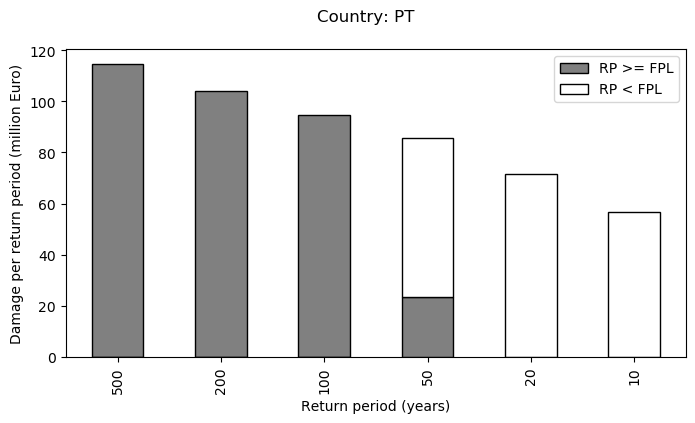 Country: PT
RP >= FPL
RP < FPL
Damage per return period (million Euro)
120
100
80
60
40
20
0
500
200
100
50
20
10
Return period (years)